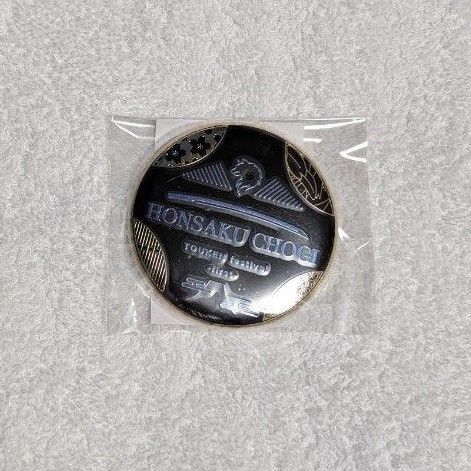 HONSAKU CHOGI
TOUKEN festival
-first-